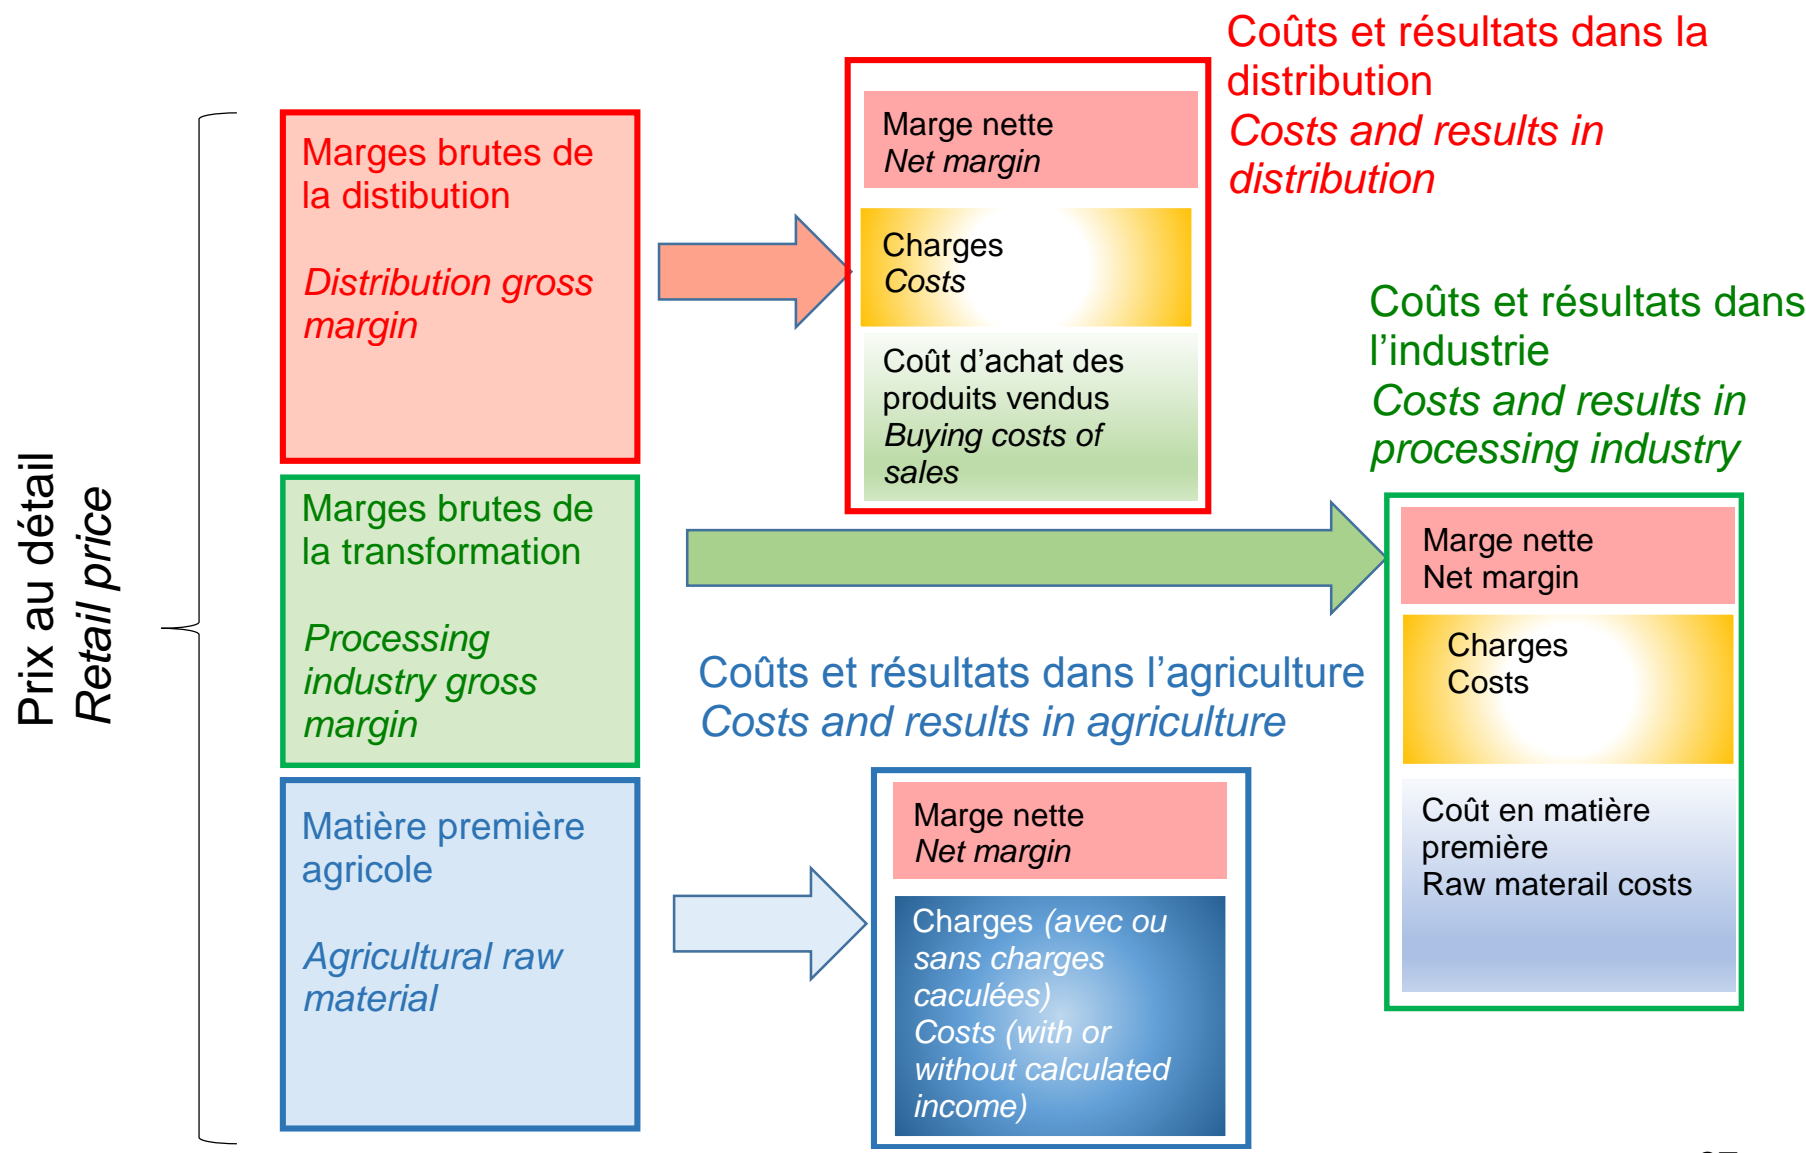 Prix au détail
Retail price
Marges brutes de
la distibution
Distribution gross
margin
Marges brutes de
la transformation
Processing
industry gross
margin
Matière première
agricole
Agricultural raw
material
Marge nette
Net margin
Charges
Costs
Coût d’achat des
produits vendus
Buying costs of
sales
Coûts et résultats dans la
distribution
Costs and results in
distribution
Coûts et résultats dans
l’industrie
Costs and results in
processing industry
Marge nette
Net margin
Charges
Costs
Coût en matière
première
Raw materail costs
Coûts et résultats dans l’agriculture
Costs and results in agriculture
Marge nette
Net margin
Charges (avec ou
sans charges
caculées)
Costs (with or
without calculated
income)